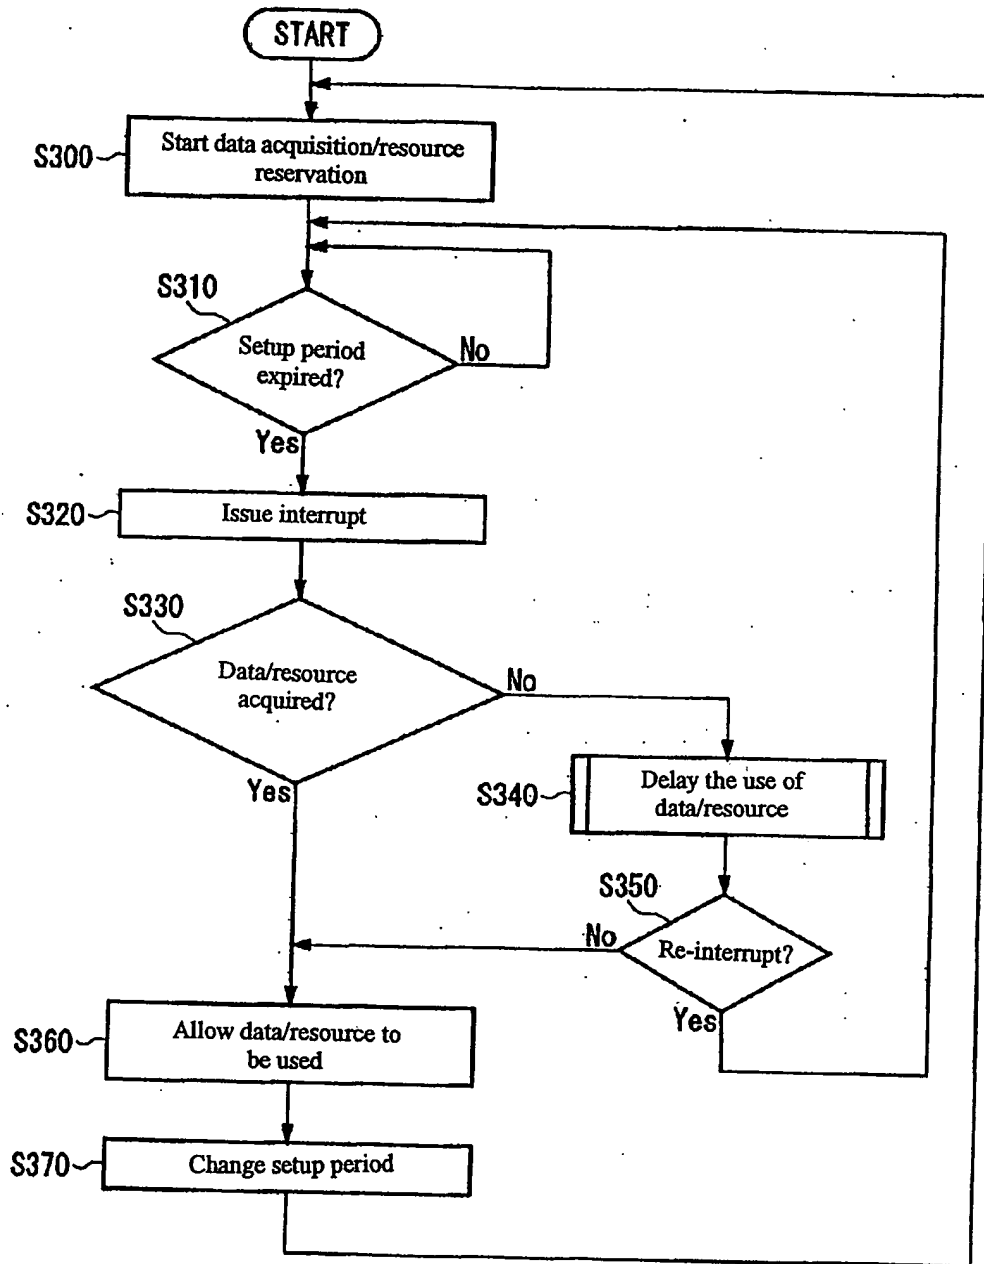 START
S300
Start data acquisition/resource
reservation
S310
Setup period
expired?
No
Yes
S320
Issue interrupt
S330
Data/resource
acquired?
No
Yes
S340
Delay the use of
data/resource
S350
Re-interrupt?
No
Yes
S360
Allow data/resource to
be used
S370
Change setup period